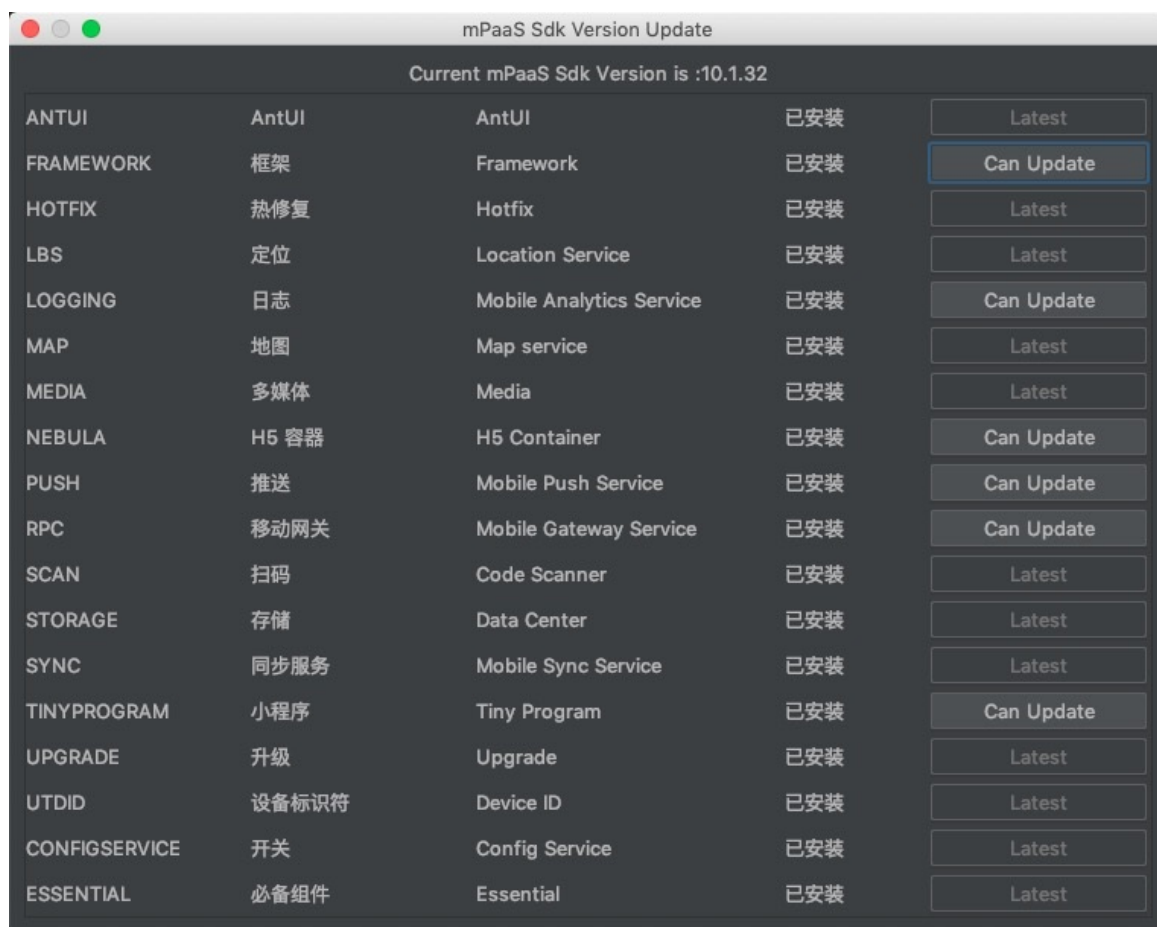 mPaaS Sdk Version Update
Current mPaaS Sdk Version is :10.1.32
ANTUI AntUI AntUI 已安装 Latest
FRAMEWORK 框架 Framework 已安装 Can Update
HOTFIX 热修复 Hotfix 已安装 Latest
LBS 定位 Location Service 已安装 Latest
LOGGING 日志 Mobile Analytics Service 已安装 Can Update
MAP 地图 Map service 已安装 Latest
MEDIA 多媒体 Media 已安装 Latest
NEBULA H5 容器 H5 Container 已安装 Can Update
PUSH 推送 Mobile Push Service 已安装 Can Update
RPC 移动网关 Mobile Gateway Service 已安装 Can Update
SCAN 扫码 Code Scanner 已安装 Latest
STORAGE 存储 Data Center 已安装 Latest
SYNC 同步服务 Mobile Sync Service 已安装 Latest
TINYPROGRAM 小程序 Tiny Program 已安装 Can Update
UPGRADE 升级 Upgrade 已安装 Latest
UTDID 设备标识符 Device ID 已安装 Latest
CONFIGSERVICE 开关 Config Service 已安装 Latest
ESSENTIAL 必备组件 Essential 已安装 Latest